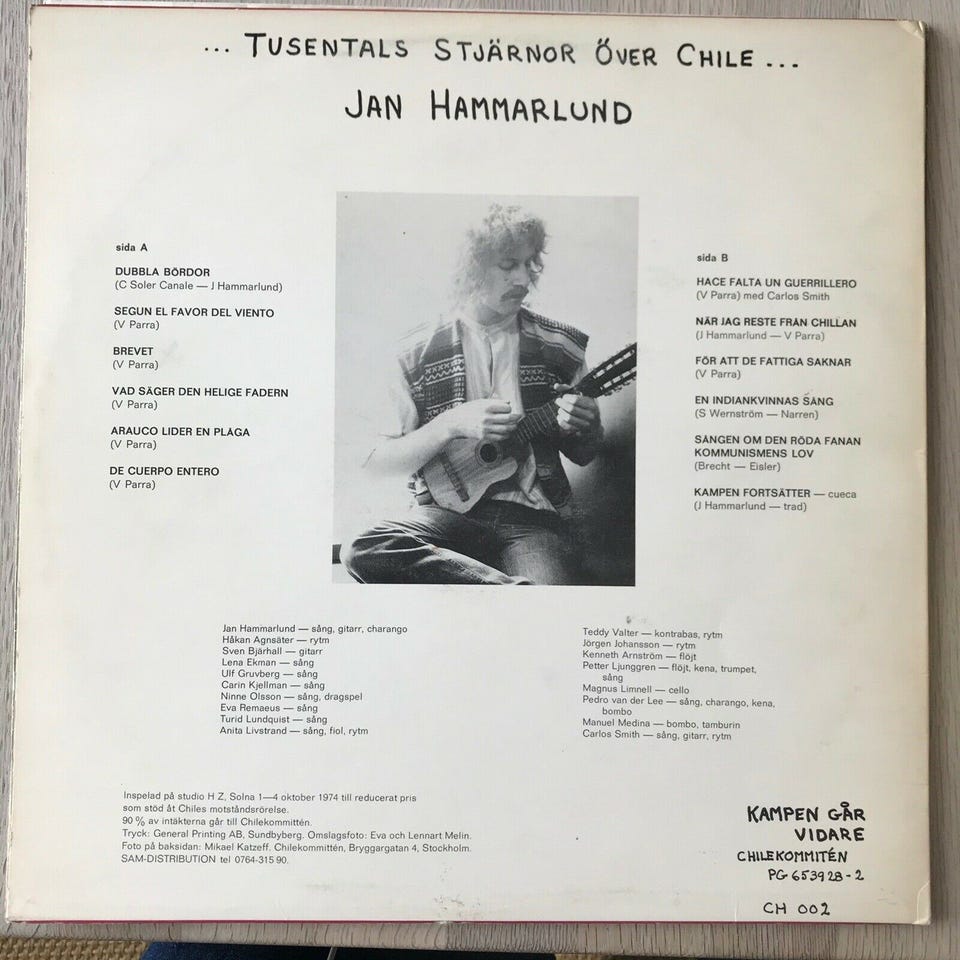 ... TUSENTALS STJÄRNOR ÖVER CHILE ...
JAN HAMMARLUND
sida A
DUBBLA BÖRDOR
(C Soler Canale — J Hammarlund)
SEGUN EL FAVOR DEL VIENTO
(V Parra)
BREVET
(V Parra)
VAD SÄGER DEN HELIGE FADERN
(V Parra)
ARAUCO LIDER EN PLÅGA
(V Parra)
DE CUERPO ENTERO
(V Parra)
sida B
HACE FALTA UN GUERRILLERO
(V Parra) med Carlos Smith
NÄR JAG RESTE FRÅN CHILLAN
(J Hammarlund — V Parra)
FÖR ATT DE FATTIGA SAKNAR
(V Parra)
EN INDIANKVINNAS SÅNG
(S Wernström — Narren)
SÅNGEN OM DEN RÖDA FANAN
KOMMUNISMENS LOV
(Brecht — Eisler)
KAMPEN FORTSÄTTER — cueca
(J Hammarlund — trad)
Jan Hammarlund — sång, gitarr, charango
Håkan Agnsäter — rytm
Sven Bjärhall — gitarr
Lena Ekman — sång
Ulf Gruvberg — sång
Carin Kjellman — sång
Ninne Olsson — sång, dragspel
Eva Remaeus — sång
Turid Lundquist — sång
Anita Livstrand — sång, fiol, rytm
Teddy Valter — kontrabas, rytm
Jörgen Johansson — rytm
Kenneth Arnström — flöjt
Petter Ljunggren — flöjt, kena, trumpet,
sång
Magnus Limnell — cello
Pedro van der Lee — sång, charango, kena,
bombo
Manuel Medina — bombo, tamburin
Carlos Smith — sång, gitarr, rytm
Inspelad på studio H Z, Solna 1—4 oktober 1974 till reducerat pris
som stöd åt Chiles motståndsrörelse.
90 % av intäkterna går till Chilekommittén.
Tryck: General Printing AB, Sundbyberg. Omslagsfoto: Eva och Lennart Melin.
Foto på baksidan: Mikael Katzeff. Chilekommittén, Bryggargatan 4, Stockholm.
SAM-DISTRIBUTION tel 0764-315 90.
KAMPEN GÅR
VIDARE
CHILEKOMMITÉN
PG 653928-2
CH 002